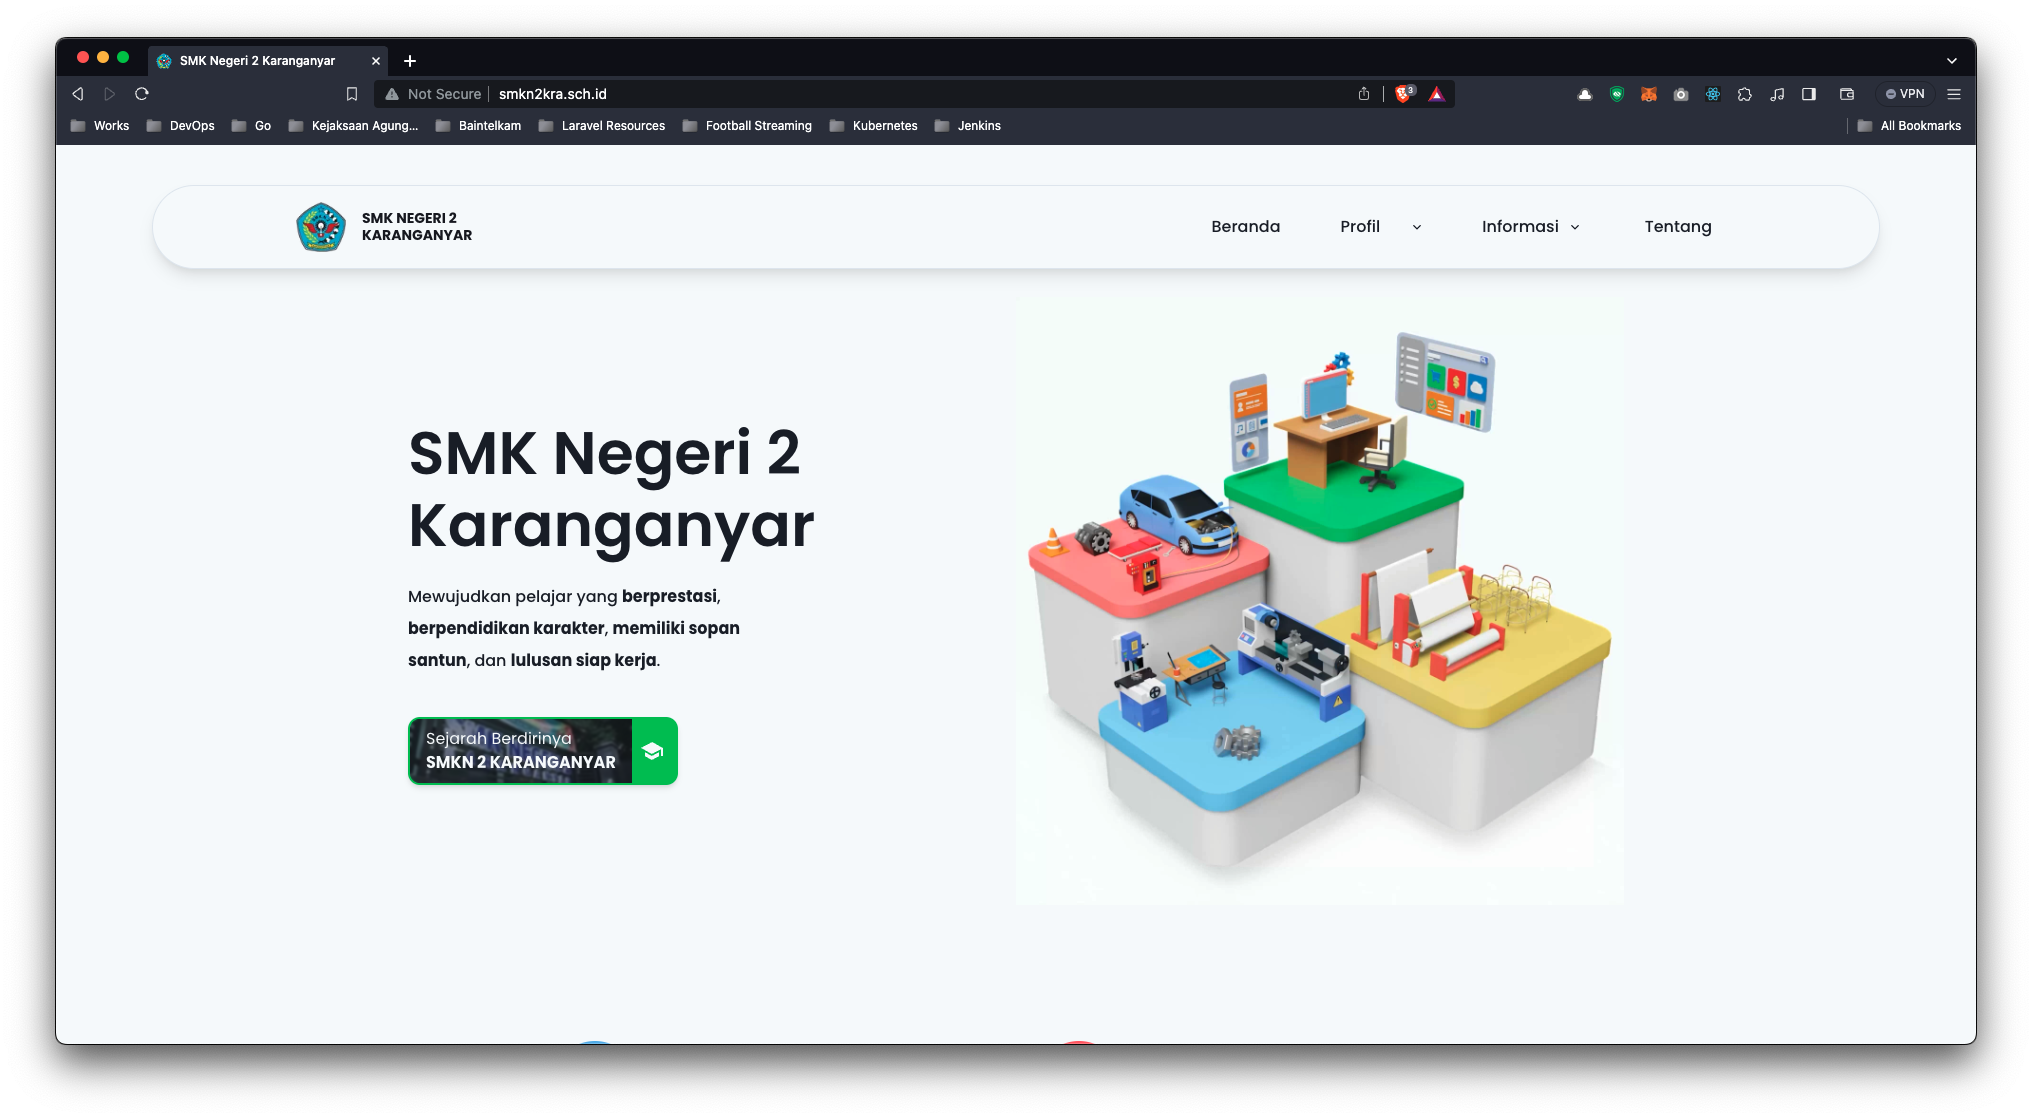 SMK Negeri 2 Karanganyar
Not Secure
smkn2kra.sch.id
3
VPN
Works
DevOps
Go
Kejaksaan Agung...
Baintelkam
Laravel Resources
Football Streaming
Kubernetes
Jenkins
All Bookmarks
SMK NEGERI 2
KARANGANYAR
Beranda
Profil
Informasi
Tentang
SMK Negeri 2
Karanganyar
Mewujudkan pelajar yang berprestasi,
berpendidikan karakter, memiliki sopan
santun, dan lulusan siap kerja.
Sejarah Berdirinya
SMKN 2 KARANGANYAR